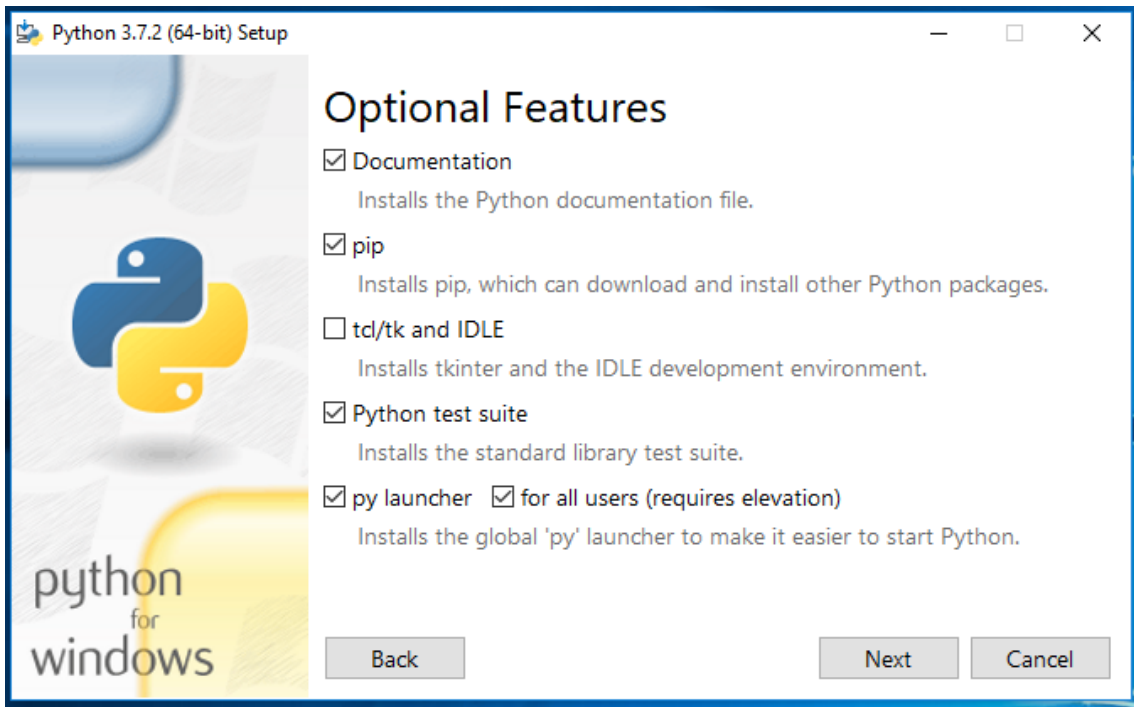 Python 3.7.2 (64-bit) Setup
Optional Features
Documentation
Installs the Python documentation file.
pip
Installs pip, which can download and install other Python packages.
tcl/tk and IDLE
Installs tkinter and the IDLE development environment.
Python test suite
Installs the standard library test suite.
py launcher for all users (requires elevation)
Installs the global 'py' launcher to make it easier to start Python.
python
for
windows
Back Next Cancel